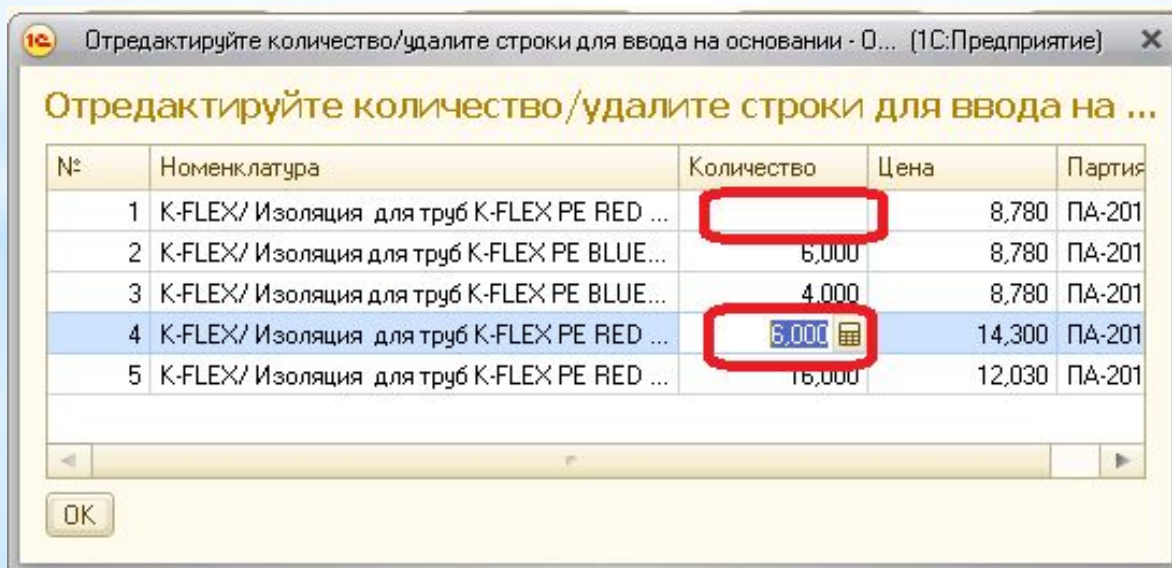 1С Отредактируйте количество/удалите строки для ввода на основании - О... (1С:Предприятие)
Отредактируйте количество/удалите строки для ввода на ...
№ Номенклатура Количество Цена Партия
1 K-FLEX/ Изоляция для труб K-FLEX PE RED ... 8,780 ПА-201
2 K-FLEX/ Изоляция для труб K-FLEX PE BLUE... 6,000 8,780 ПА-201
3 K-FLEX/ Изоляция для труб K-FLEX PE BLUE... 4,000 8,780 ПА-201
4 K-FLEX/ Изоляция для труб K-FLEX PE RED ... 6,000 14,300 ПА-201
5 K-FLEX/ Изоляция для труб K-FLEX PE RED ... 16,000 12,030 ПА-201
OK